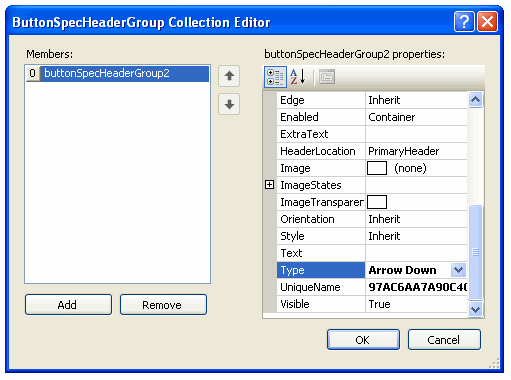 ButtonSpecHeaderGroup Collection Editor
Members:
0 buttonSpecHeaderGroup2
Add
Remove
buttonSpecHeaderGroup2 properties:
Edge Inherit
Enabled Container
ExtraText
HeaderLocation PrimaryHeader
Image (none)
ImageStates
ImageTransparer
Orientation Inherit
Style Inherit
Text
Type Arrow Down
UniqueName 97AC6AA7A90C4C
Visible True
OK
Cancel